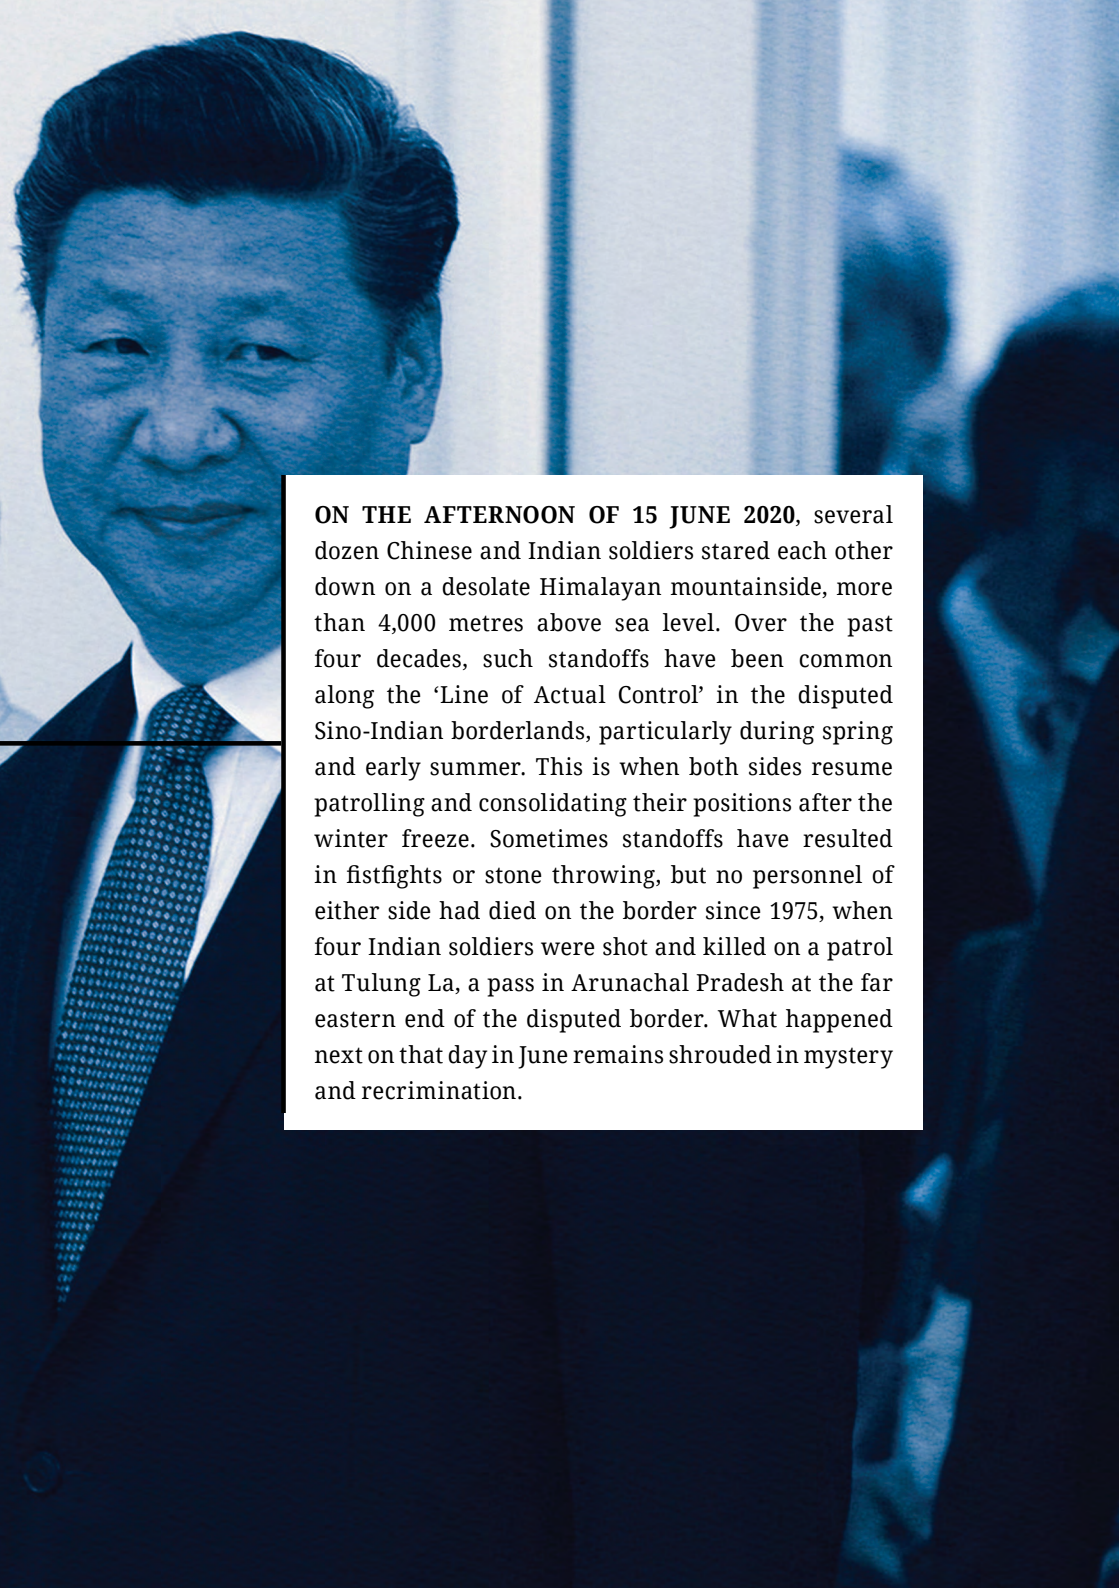 ON THE AFTERNOON OF 15 JUNE 2020, several
dozen Chinese and Indian soldiers stared each other
down on a desolate Himalayan mountainside, more
than 4,000 metres above sea level. Over the past
four decades, such standoffs have been common
along the ‘Line of Actual Control’ in the disputed
Sino-Indian borderlands, particularly during spring
and early summer. This is when both sides resume
patrolling and consolidating their positions after the
winter freeze. Sometimes standoffs have resulted
in fistfights or stone throwing, but no personnel of
either side had died on the border since 1975, when
four Indian soldiers were shot and killed on a patrol
at Tulung La, a pass in Arunachal Pradesh at the far
eastern end of the disputed border. What happened
next on that day in June remains shrouded in mystery
and recrimination.